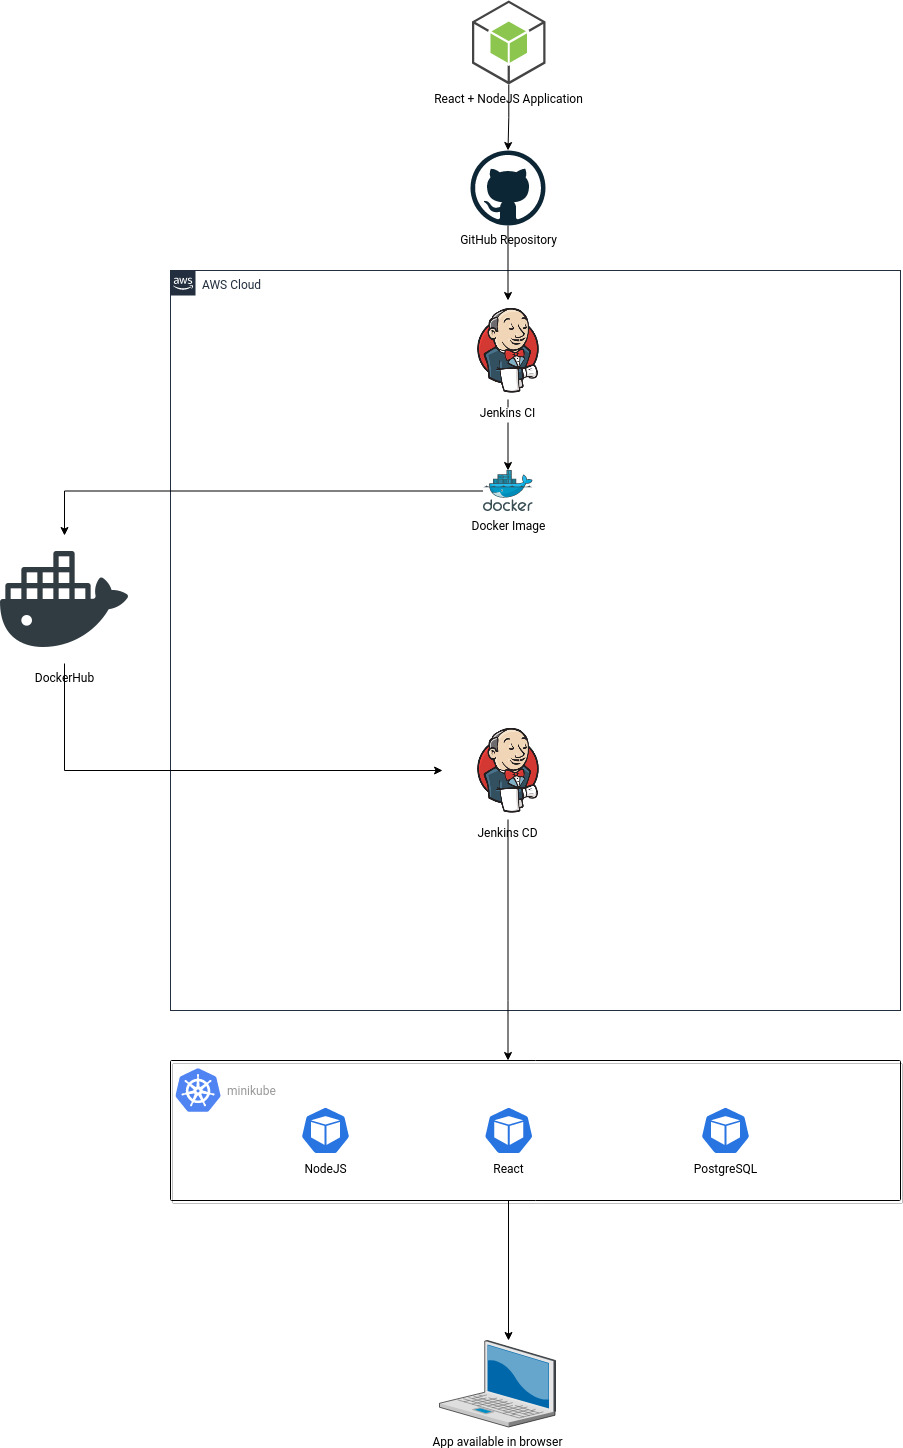 React + NodeJS Application
GitHub Repository
aws
AWS Cloud
Jenkins CI
docker
Docker Image
DockerHub
Jenkins CD
minikube
NodeJS
React
PostgreSQL
App available in browser